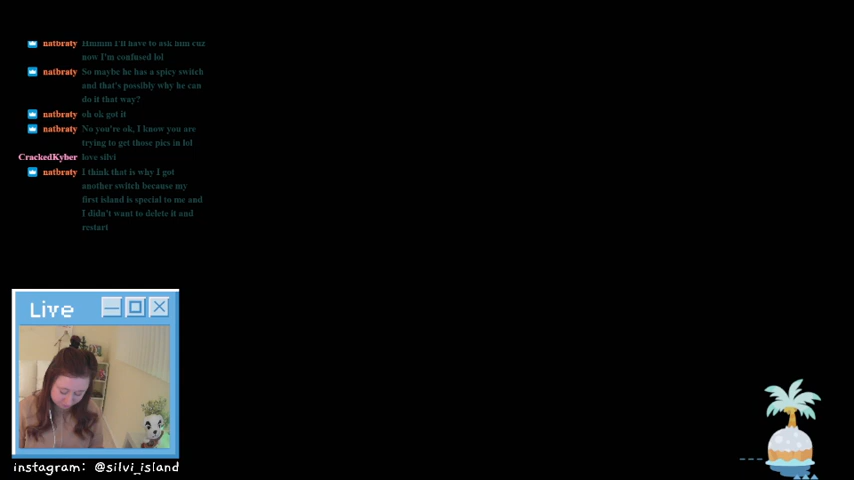 natbraty Hmmm I'll have to ask him cuz
now I'm confused lol
natbraty So maybe he has a spicy switch
and that's possibly why he can
do it that way?
natbraty oh ok got it
natbraty No you're ok, I know you are
trying to get those pics in lol
CrackedKyber love silvi
natbraty I think that is why I got
another switch because my
first island is special to me and
I didn't want to delete it and
restart
Live
instagram: @silvi_island